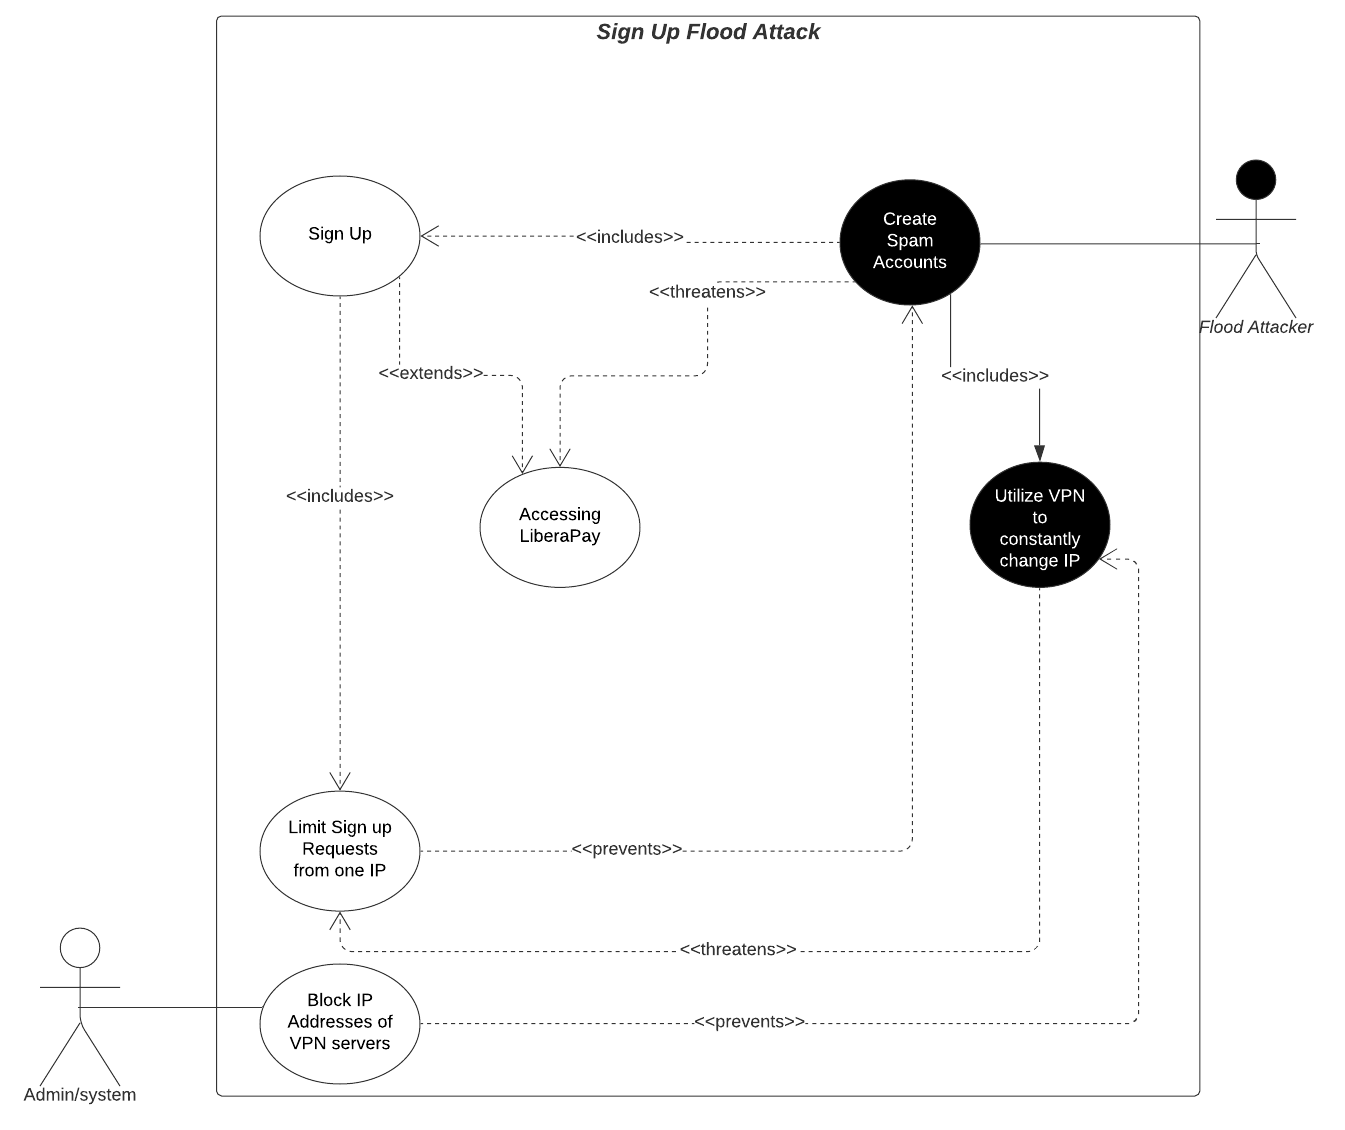 Sign Up Flood Attack
Sign Up
<<includes>>
Create
Spam
Accounts
<<threatens>>
Flood Attacker
<<extends>>
<<includes>>
<<includes>>
Accessing
LiberaPay
Utilize VPN
to
constantly
change IP
Limit Sign up
Requests
from one IP
<<prevents>>
<<threatens>>
Block IP
Addresses of
VPN servers
<<prevents>>
Admin/system